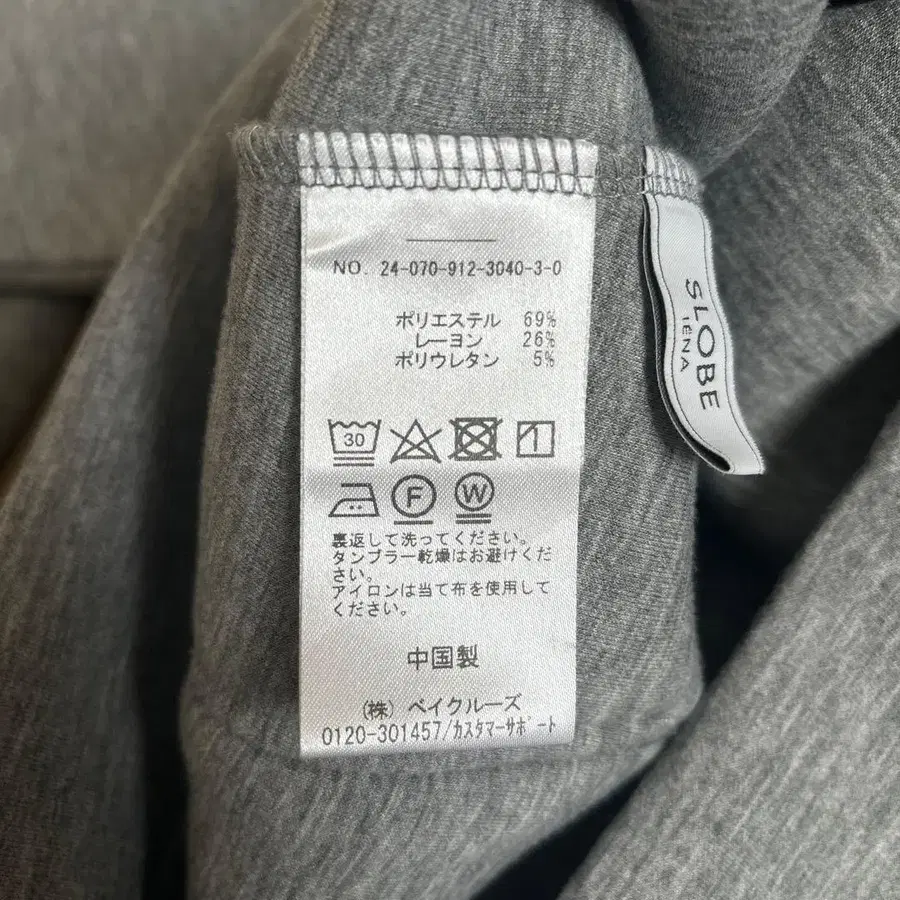 NO. 24-070-912-3040-3-0
ポリエステル 69%
レーヨン 26%
ポリウレタン 5%
30
F W
裏返して洗ってください。
タンブラー乾燥はお避けくだ
さい。
アイロンは当て布を使用して
ください。
中国製
(株) ベイクルーズ
0120-301457/カスタマーサポート
SLOBE
IÉNA